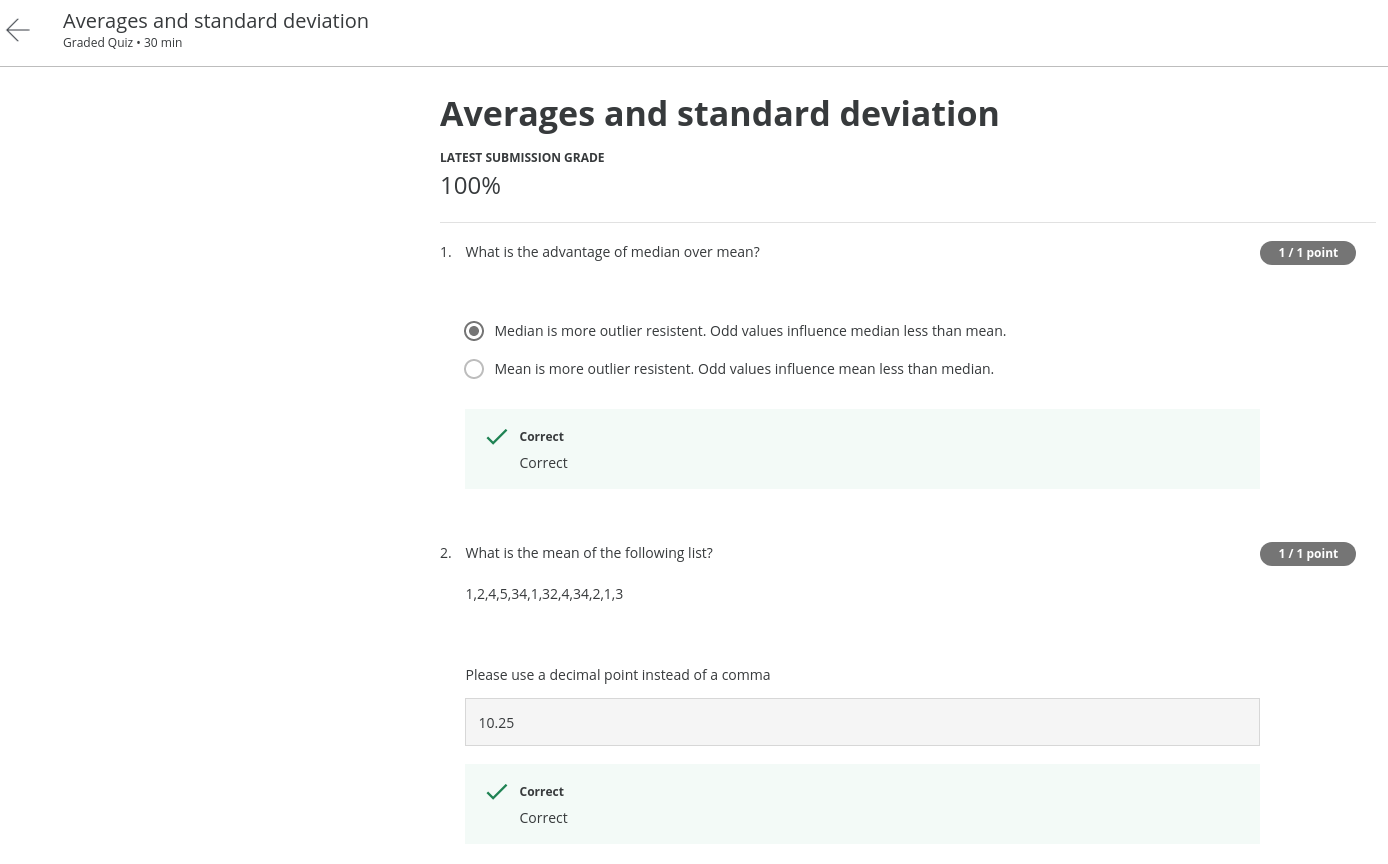 Averages and standard deviation
Graded Quiz • 30 min
Averages and standard deviation
LATEST SUBMISSION GRADE
100%
1. What is the advantage of median over mean?
1 / 1 point
Median is more outlier resistent. Odd values influence median less than mean.
Mean is more outlier resistent. Odd values influence mean less than median.
Correct
Correct
2. What is the mean of the following list?
1 / 1 point
1,2,4,5,34,1,32,4,34,2,1,3
Please use a decimal point instead of a comma
10.25
Correct
Correct